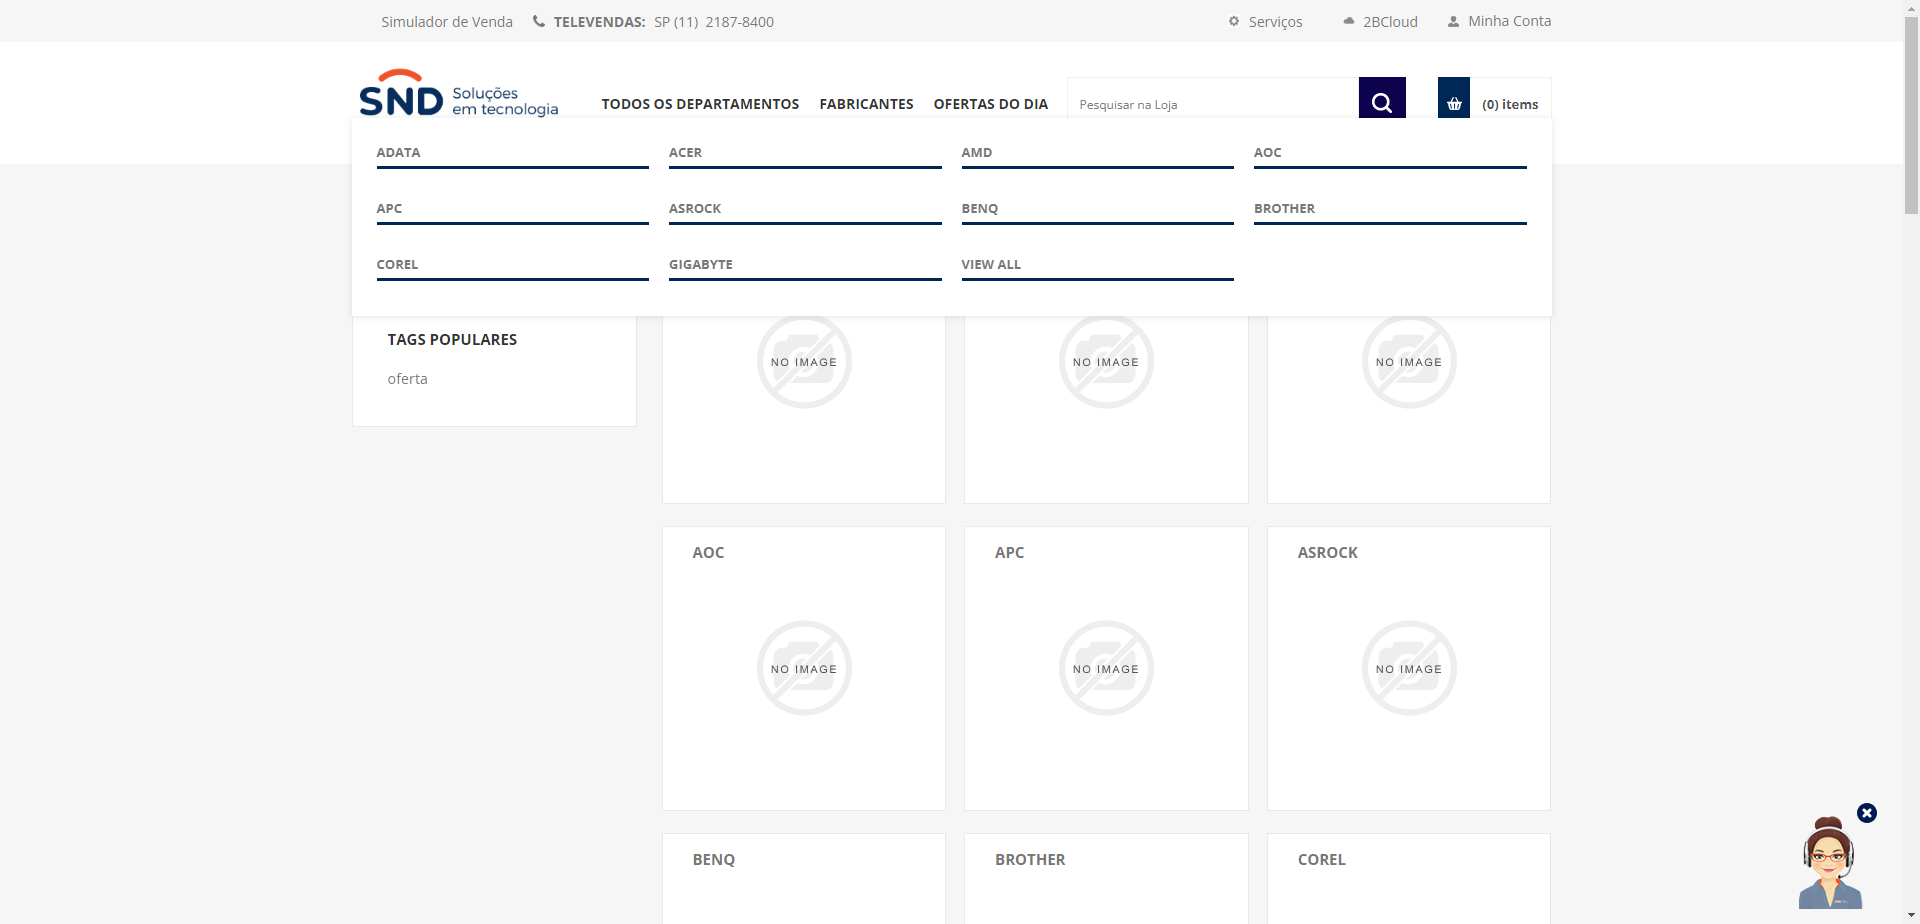 Simulador de Venda TELEVENDAS: SP (11) 2187-8400 Serviços 2BCloud Minha Conta
SND Soluções em tecnologia
TODOS OS DEPARTAMENTOS FABRICANTES OFERTAS DO DIA Pesquisar na Loja (0) items
ADATA ACER AMD AOC
APC ASROCK BENQ BROTHER
COREL GIGABYTE VIEW ALL
TAGS POPULARES
oferta
NO IMAGE NO IMAGE NO IMAGE
AOC APC ASROCK
NO IMAGE NO IMAGE NO IMAGE
BENQ BROTHER COREL